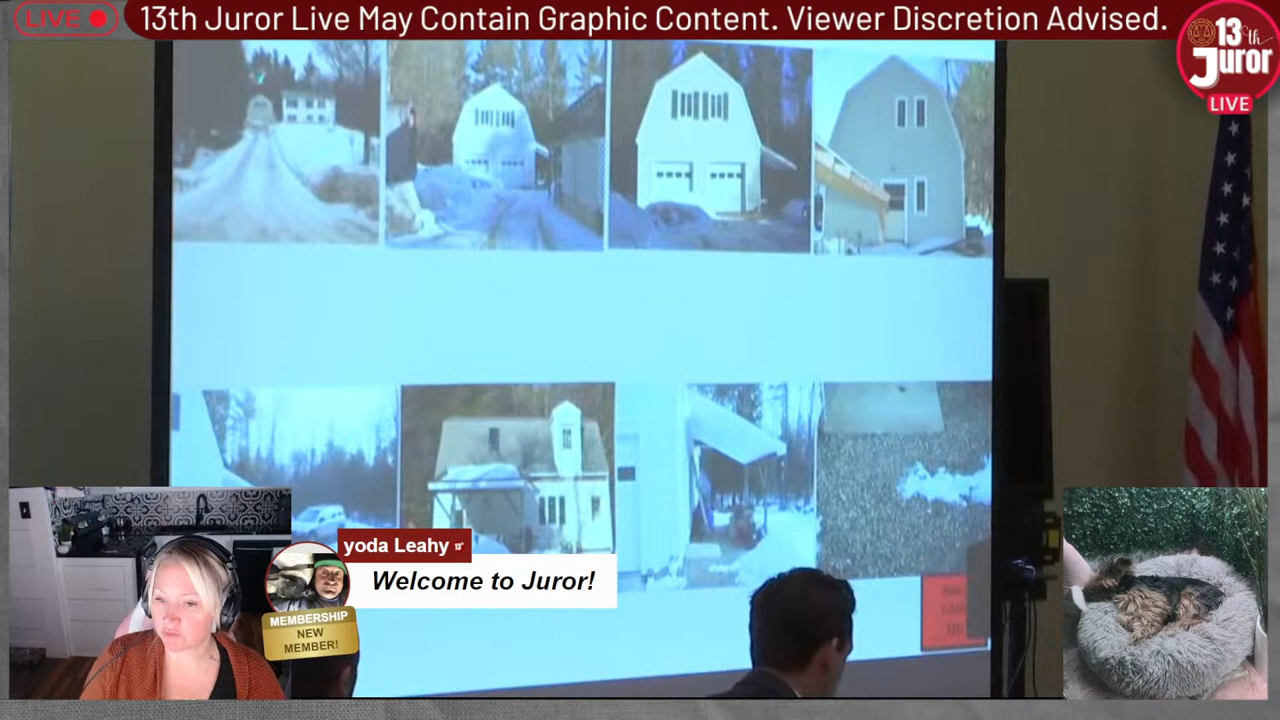 LIVE
13th Juror Live May Contain Graphic Content. Viewer Discretion Advised.
13th
Juror
LIVE
yoda Leahy
Welcome to Juror!
MEMBERSHIP
NEW
MEMBER!